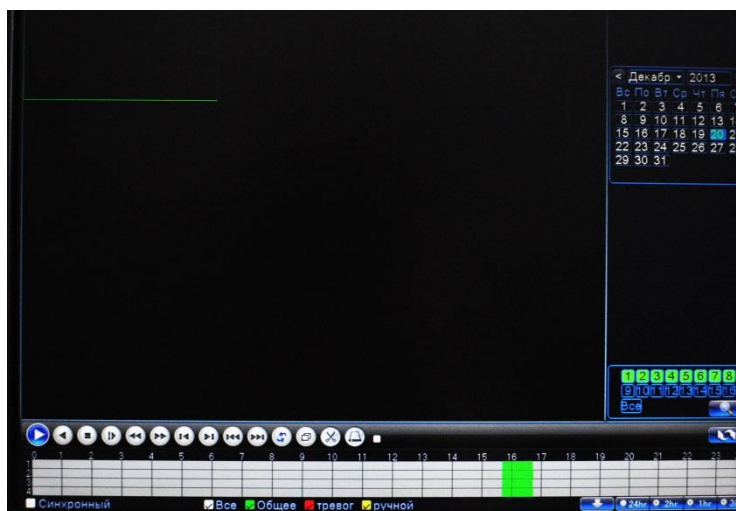 < Декабр 2013
Вс По Вт Ср Чт Пя
1 2 3 4 5 6
8 9 10 11 12 13
15 16 17 18 19 20
22 23 24 25 26 27
29 30 31
1 2 3 4 5 6 7 8
9 10 11 12 13 14 15 16
Все
0 1 2 3 4 5 6 7 8 9 10 11 12 13 14 15 16 17 18 19 20 21 22 23
1
2
3
4
Синхронный Все Общее тревог ручной 24hr 2hr 1hr